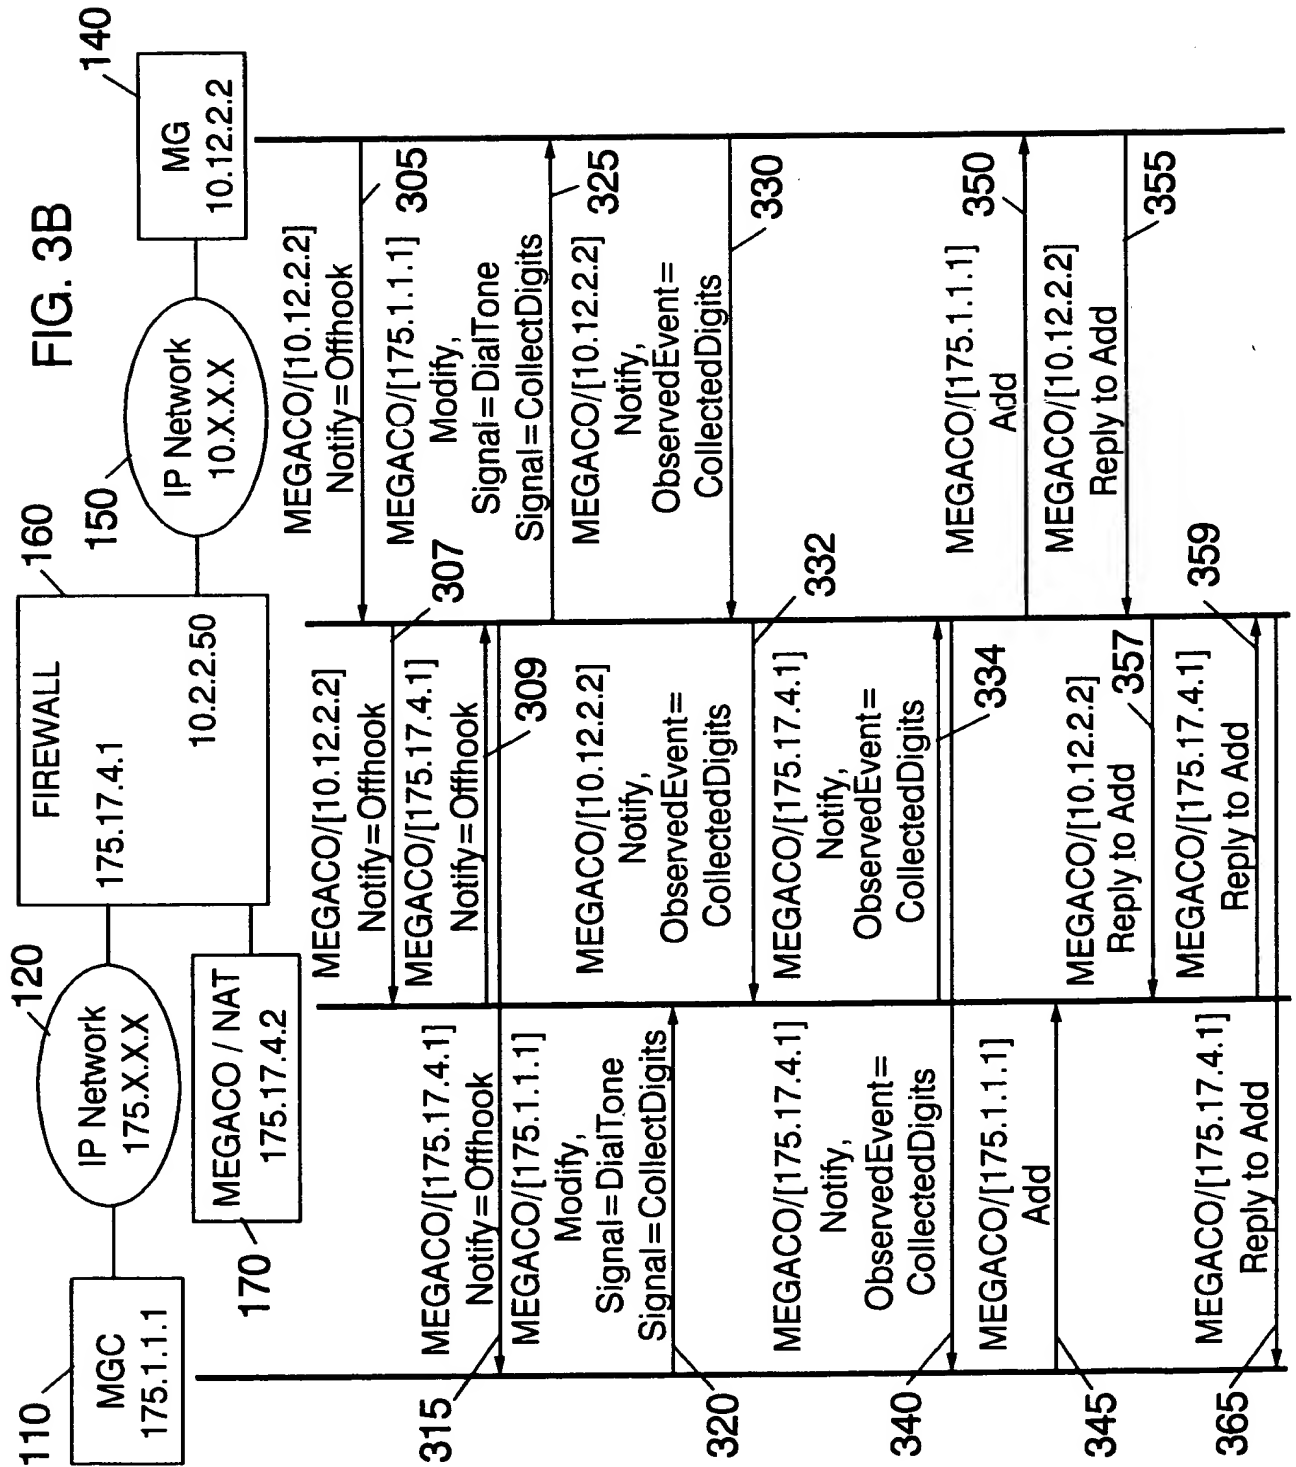 FIG. 3B
110
MGC
175.1.1.1
120
IP Network
175.X.X.X
170
MEGACO / NAT
175.17.4.2
160
FIREWALL
175.17.4.1
10.2.2.50
150
IP Network
10.X.X.X
140
MG
10.12.2.2
MEGACO/[10.12.2.2]
Notify=Offhook
305
MEGACO/[10.12.2.2]
Notify=Offhook
307
MEGACO/[175.17.4.1]
Notify=Offhook
309
MEGACO/[175.17.4.1]
Notify=Offhook
315
MEGACO/[175.1.1.1]
Modify,
Signal=DialTone
Signal=CollectDigits
320
MEGACO/[175.1.1.1]
Modify,
Signal=DialTone
Signal=CollectDigits
325
MEGACO/[10.12.2.2]
Notify,
ObservedEvent=
CollectedDigits
330
MEGACO/[10.12.2.2]
Notify,
ObservedEvent=
CollectedDigits
332
MEGACO/[175.17.4.1]
Notify,
ObservedEvent=
CollectedDigits
334
MEGACO/[175.17.4.1]
Notify,
ObservedEvent=
CollectedDigits
340
MEGACO/[175.1.1.1]
Add
345
MEGACO/[175.1.1.1]
Add
350
MEGACO/[10.12.2.2]
Reply to Add
355
MEGACO/[10.12.2.2]
Reply to Add
357
MEGACO/[175.17.4.1]
Reply to Add
359
MEGACO/[175.17.4.1]
Reply to Add
365